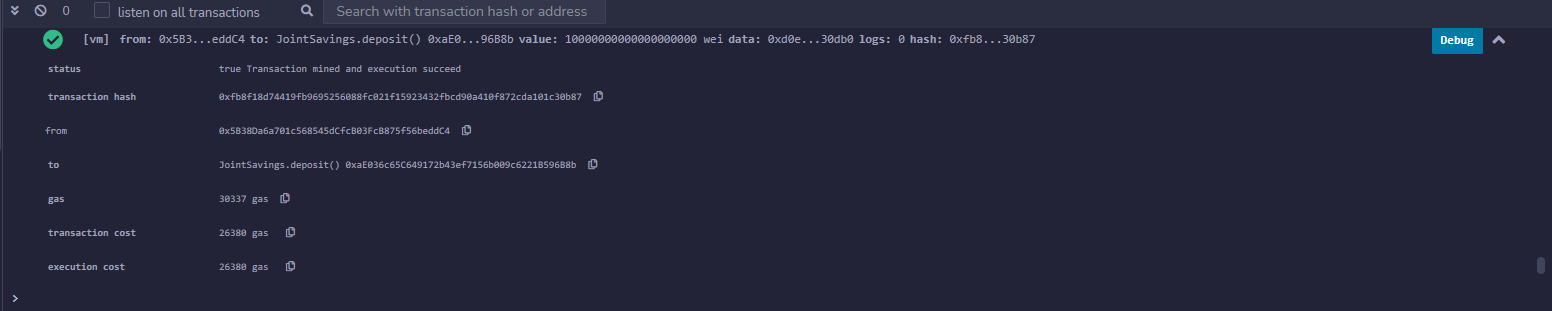 0 listen on all transactions Search with transaction hash or address
[vm] from: 0x5B3...eddC4 to: JointSavings.deposit() 0xaE0...96B8b value: 10000000000000000000 wei data: 0xd0e...30db0 logs: 0 hash: 0xfb8...30b87 Debug
status true Transaction mined and execution succeed
transaction hash 0xfb8f18d74419fb9695256088fc021f15923432fbcd90a410f872cda101c30b87
from 0x5B38Da6a701c568545dCfcB03FcB875f56beddC4
to JointSavings.deposit() 0xaE036c65C649172b43ef7156b009c6221B596B8b
gas 30337 gas
transaction cost 26380 gas
execution cost 26380 gas
>